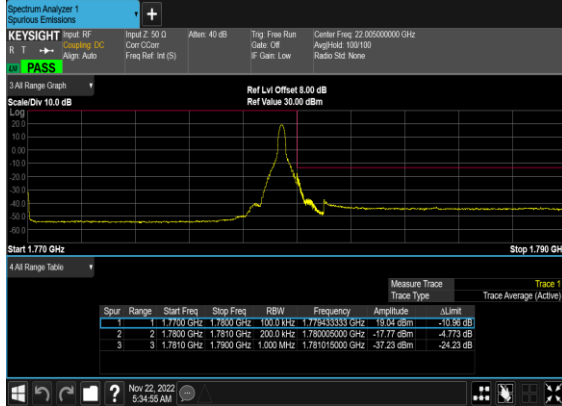 Spectrum Analyzer 1
Spurious Emissions
+
KEYSIGHT Input: RF Input Z: 50 Ω Atten: 40 dB Trig: Free Run Center Freq: 22.005000000 GHz
R T Coupling: DC Corr CCorr Gate: Off Avg|Hold: 100/100
Align: Auto Freq Ref: Int (S) IF Gain: Low Radio Std: None
PASS
3 All Range Graph
Ref Lvl Offset 8.00 dB
Scale/Div 10.0 dB Ref Value 30.00 dBm
Log
20.0
10.0
0.00
-10.0
-20.0
-30.0
-40.0
-50.0
-60.0
Start 1.770 GHz Stop 1.790 GH
4 All Range Table
Measure Trace Trace 1
Trace Type Trace Average (Active)
Spur Range Start Freq Stop Freq RBW Frequency Amplitude ΔLimit
1 1 1.7700 GHz 1.7800 GHz 100.0 kHz 1.779433333 GHz 19.04 dBm -10.96 dB
2 2 1.7800 GHz 1.7810 GHz 200.0 kHz 1.780005000 GHz -17.77 dBm -4.773 dB
3 3 1.7810 GHz 1.7900 GHz 1.000 MHz 1.781015000 GHz -37.23 dBm -24.23 dB
? Nov 22, 2022
5:34:55 AM